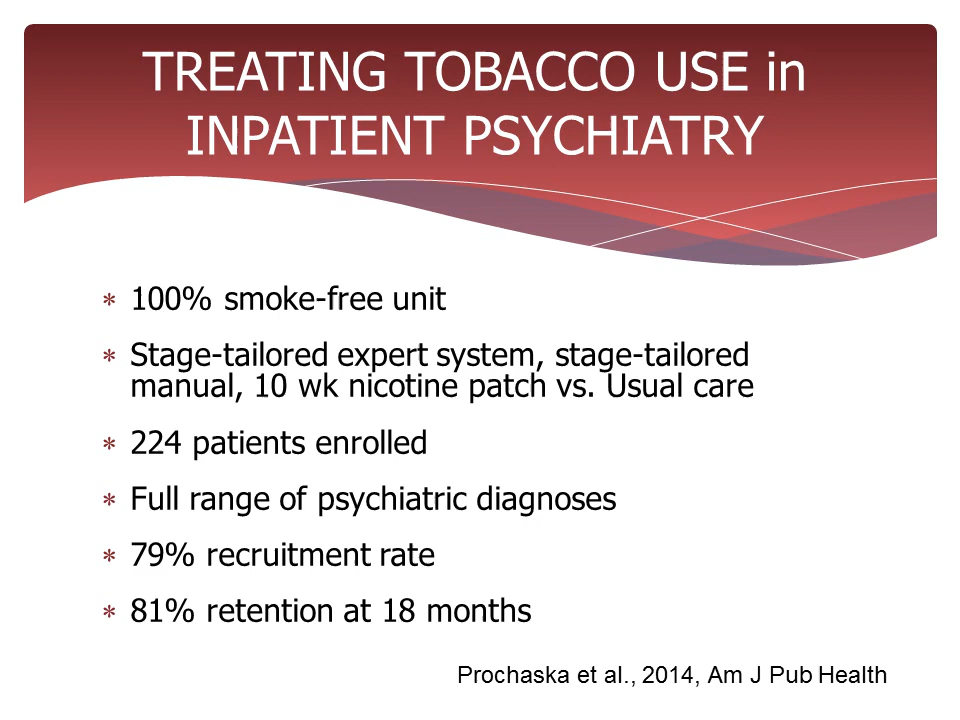 TREATING TOBACCO USE in
INPATIENT PSYCHIATRY
* 100% smoke-free unit
* Stage-tailored expert system, stage-tailored
manual, 10 wk nicotine patch vs. Usual care
* 224 patients enrolled
* Full range of psychiatric diagnoses
* 79% recruitment rate
* 81% retention at 18 months
Prochaska et al., 2014, Am J Pub Health